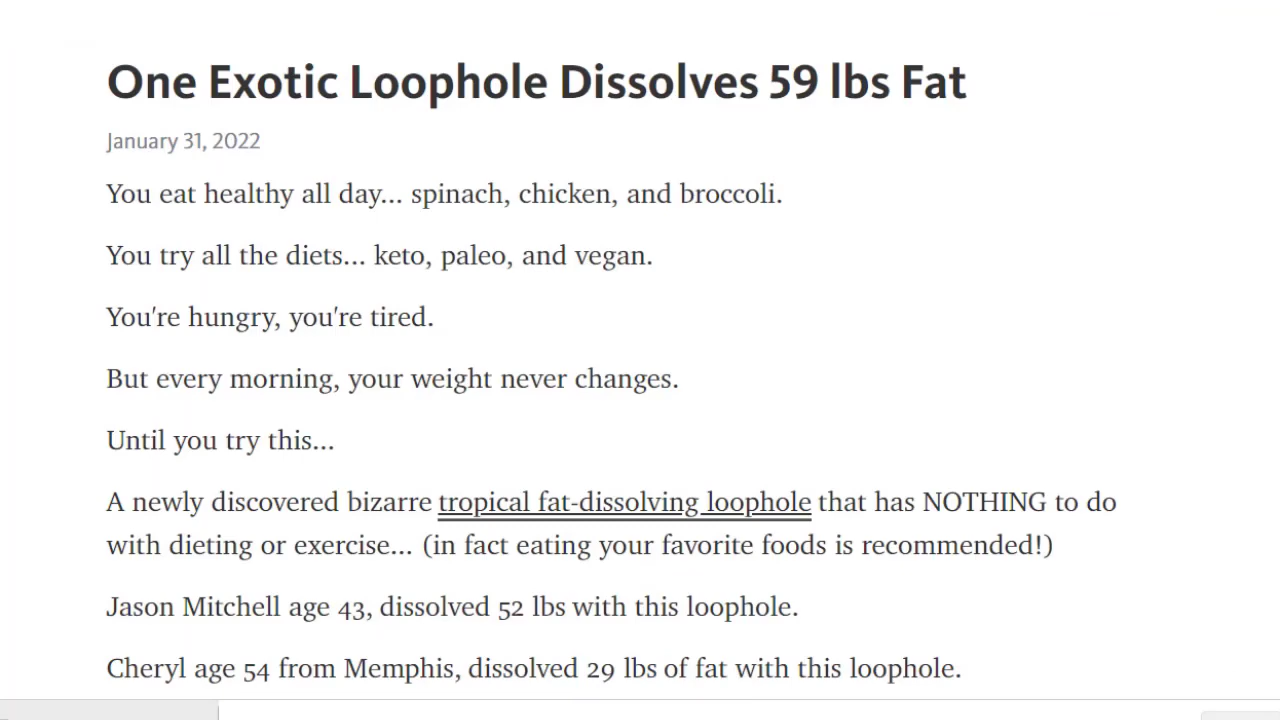 One Exotic Loophole Dissolves 59 lbs Fat
January 31, 2022
You eat healthy all day... spinach, chicken, and broccoli.
You try all the diets... keto, paleo, and vegan.
You're hungry, you're tired.
But every morning, your weight never changes.
Until you try this...
A newly discovered bizarre tropical fat-dissolving loophole that has NOTHING to do
with dieting or exercise... (in fact eating your favorite foods is recommended!)
Jason Mitchell age 43, dissolved 52 lbs with this loophole.
Cheryl age 54 from Memphis, dissolved 29 lbs of fat with this loophole.